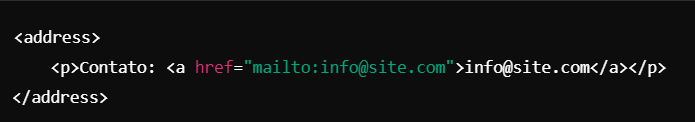 <address>
    <p>Contato: <a href="mailto:info@site.com">info@site.com</a></p>
</address>